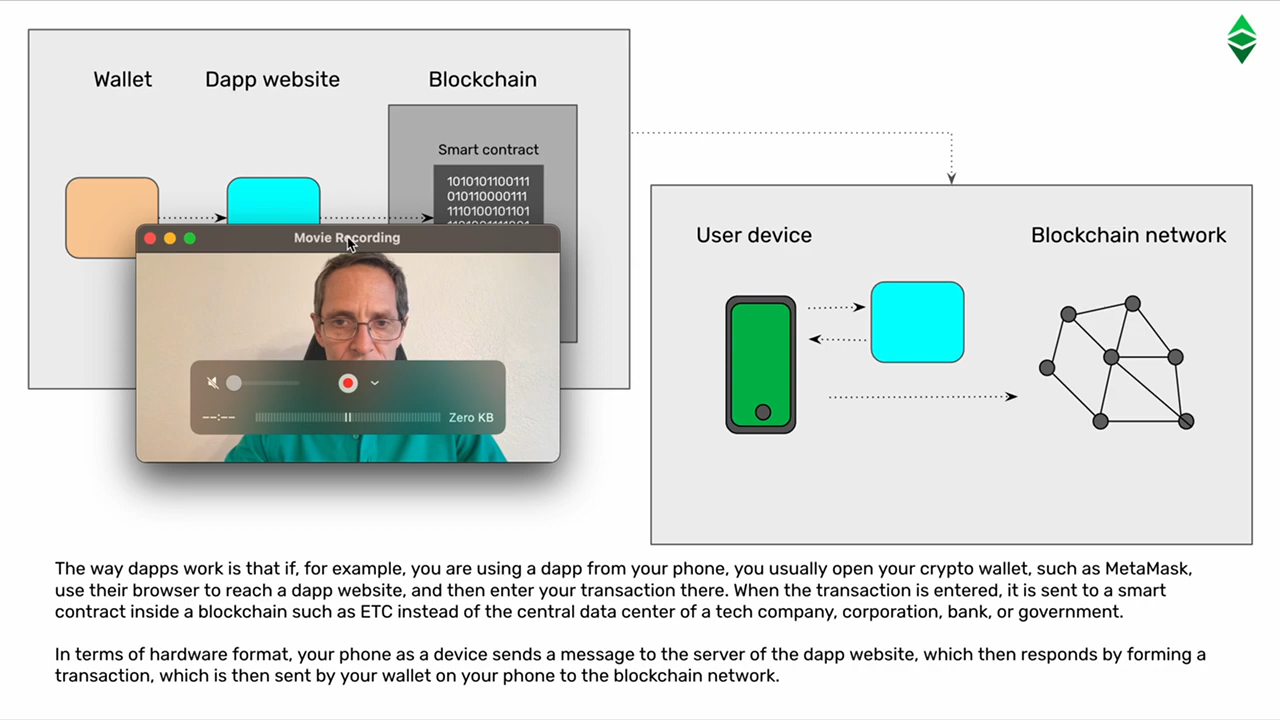 Wallet
Dapp website
Blockchain
Smart contract
1010101100111
010110000111
1110100101101
Movie Recording
--:--
Zero KB
User device
Blockchain network
The way dapps work is that if, for example, you are using a dapp from your phone, you usually open your crypto wallet, such as MetaMask,
use their browser to reach a dapp website, and then enter your transaction there. When the transaction is entered, it is sent to a smart
contract inside a blockchain such as ETC instead of the central data center of a tech company, corporation, bank, or government.
In terms of hardware format, your phone as a device sends a message to the server of the dapp website, which then responds by forming a
transaction, which is then sent by your wallet on your phone to the blockchain network.